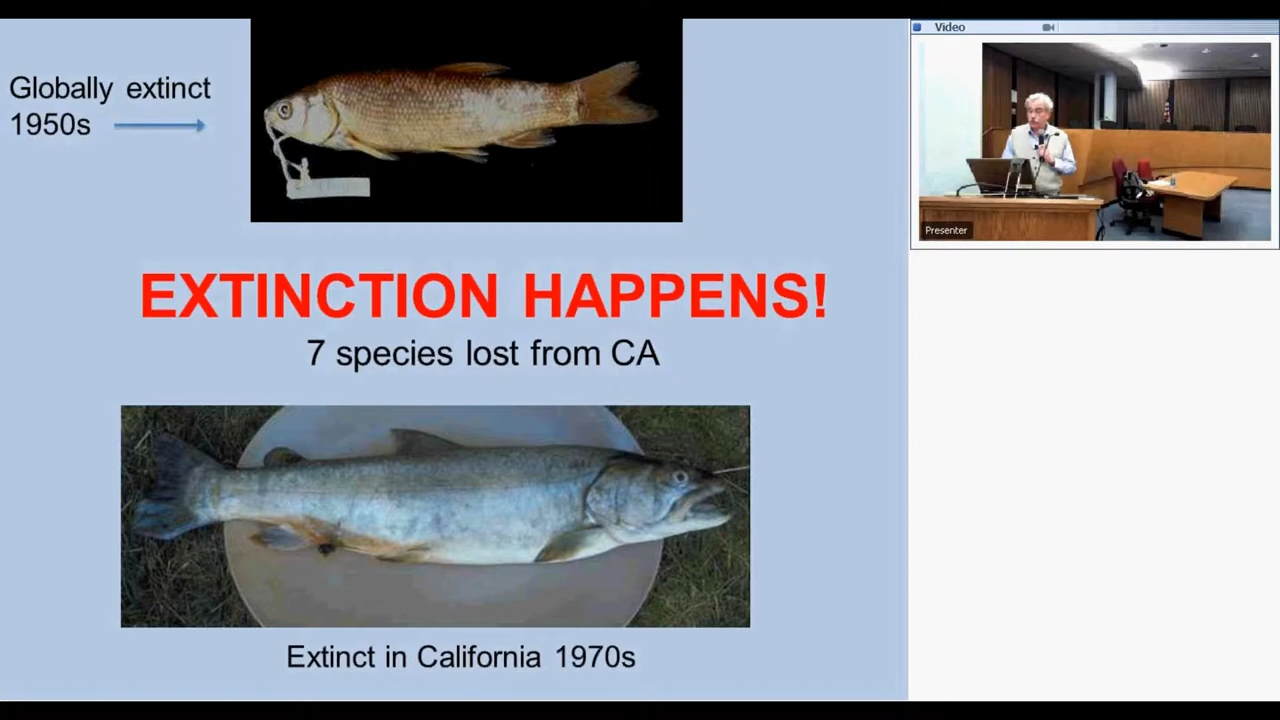 Globally extinct
1950s
EXTINCTION HAPPENS!
7 species lost from CA
Extinct in California 1970s
Video
Presenter